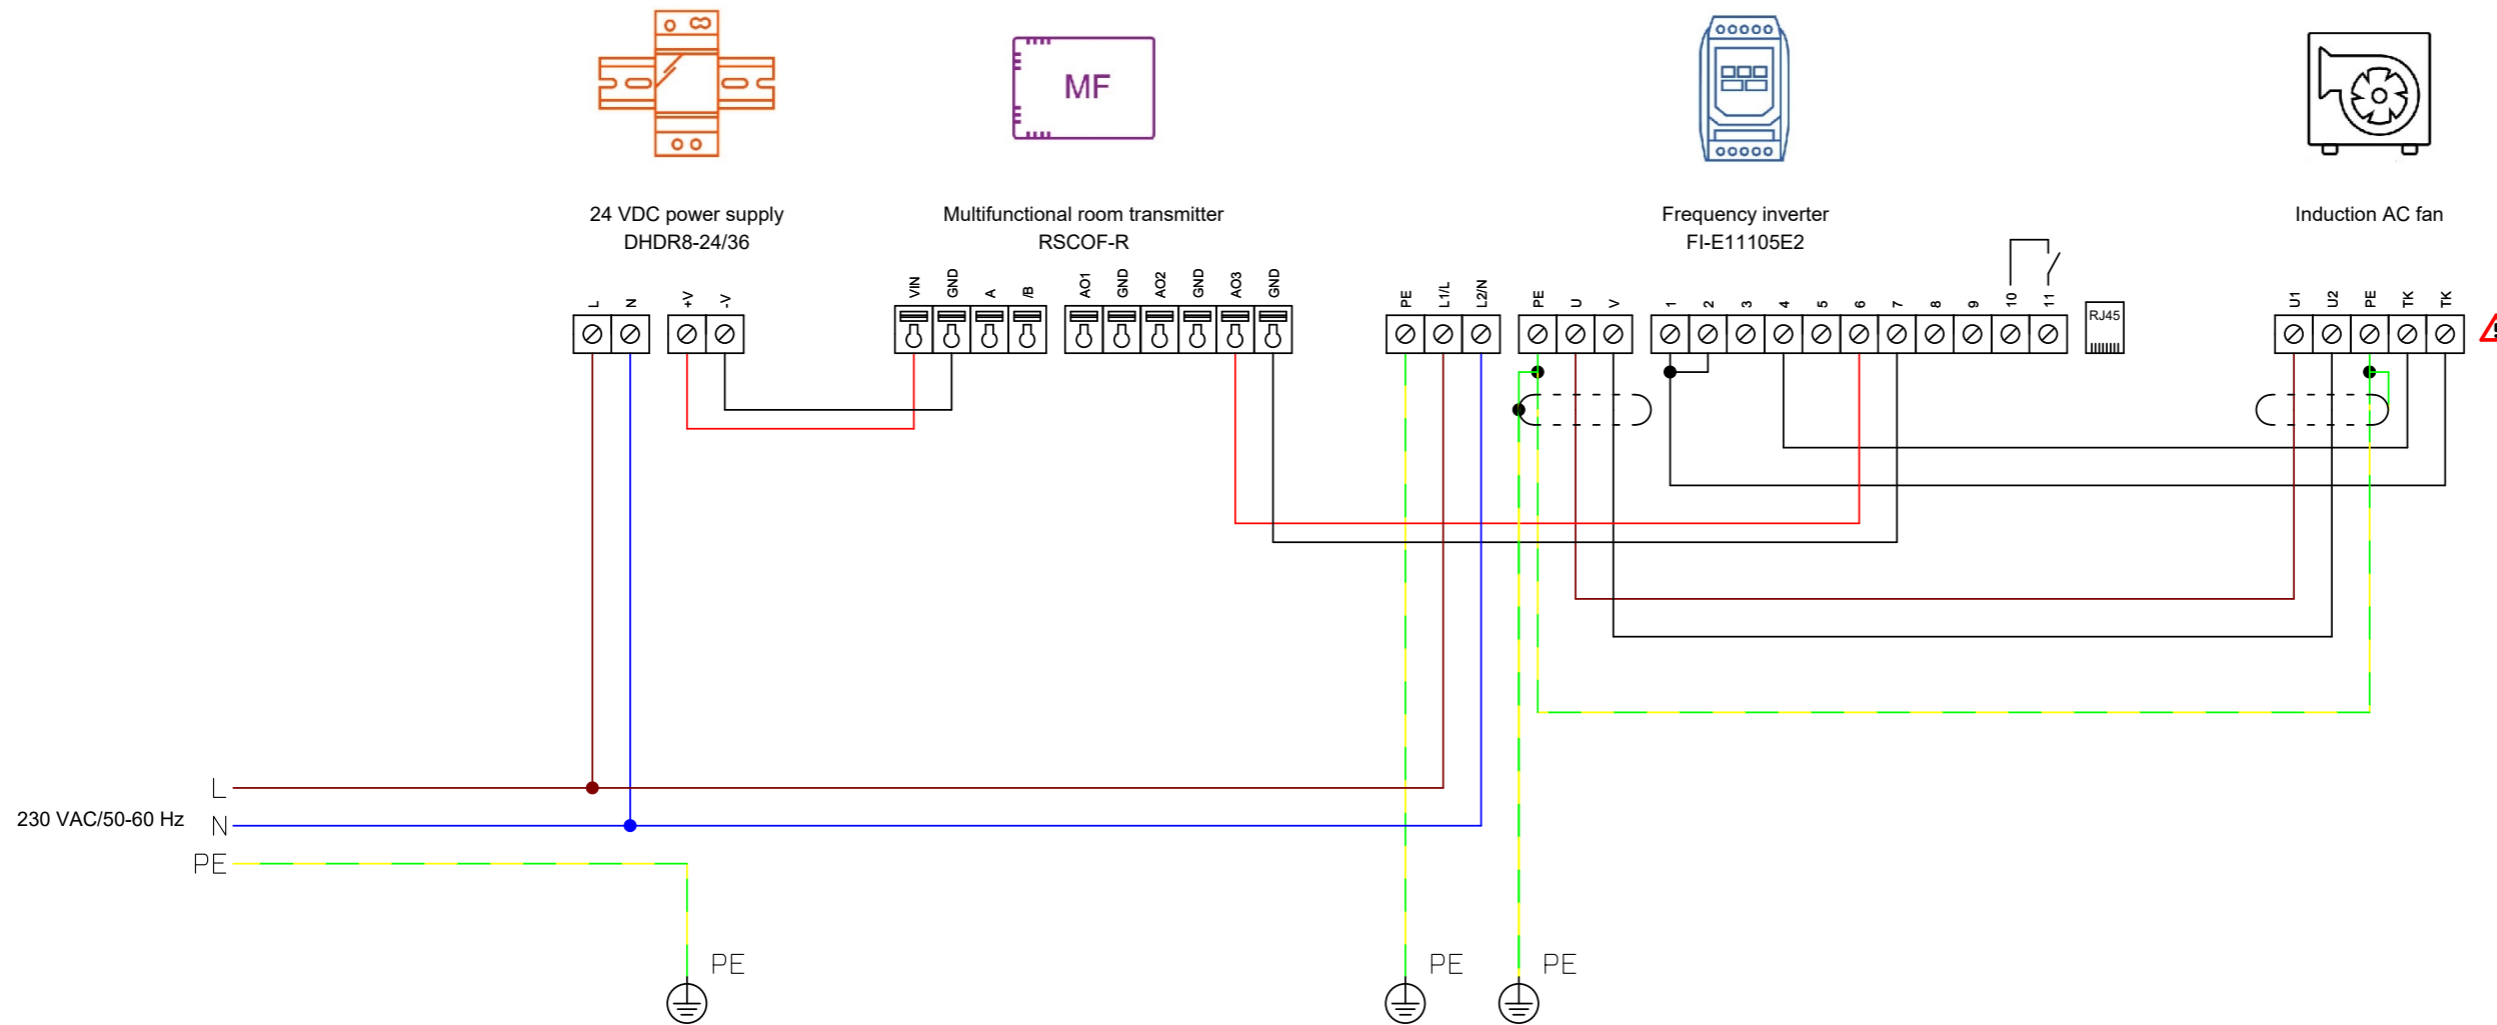 MF
24 VDC power supply
DHDR8-24/36
Multifunctional room transmitter
RSCOF-R
Frequency inverter
FI-E11105E2
Induction AC fan
L N +V -V
VIN GND A /B
AO1 GND AO2 GND AO3 GND
PE L1/L L2/N
PE U V
1 2 3 4 5 6 7 8 9 10 11
RJ45
U1 U2 PE TK TK
L
230 VAC/50-60 Hz N
PE
PE
PE
PE